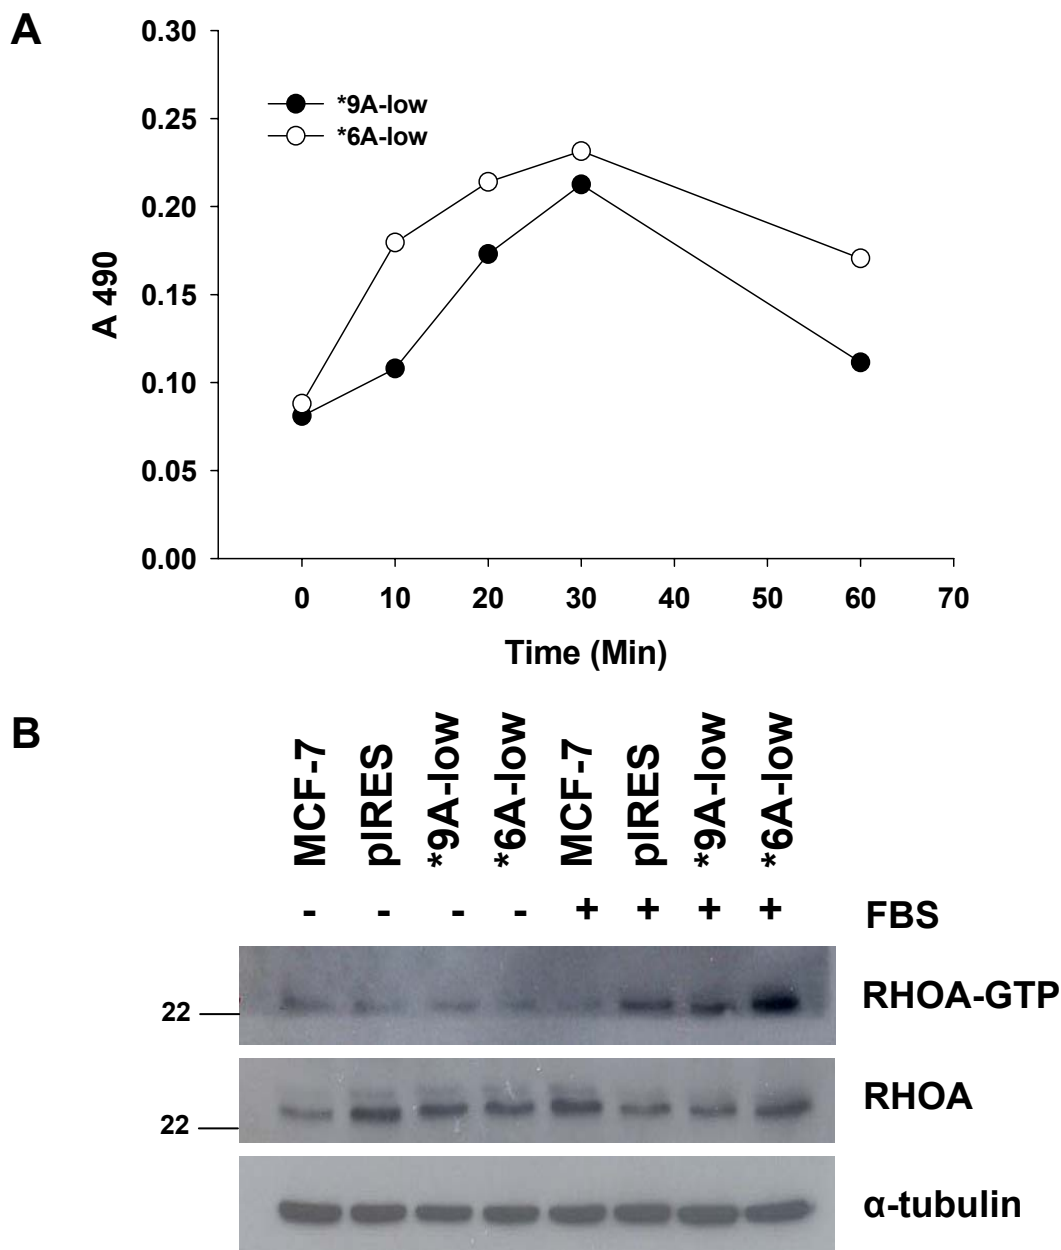 A
0.30
0.25
0.20
0.15
0.10
0.05
0.00
A 490
*9A-low
*6A-low
0 10 20 30 40 50 60 70
Time (Min)
B
MCF-7 pIRES *9A-low *6A-low MCF-7 pIRES *9A-low *6A-low
- - - - + + + + FBS
22 RHOA-GTP
22 RHOA
α-tubulin